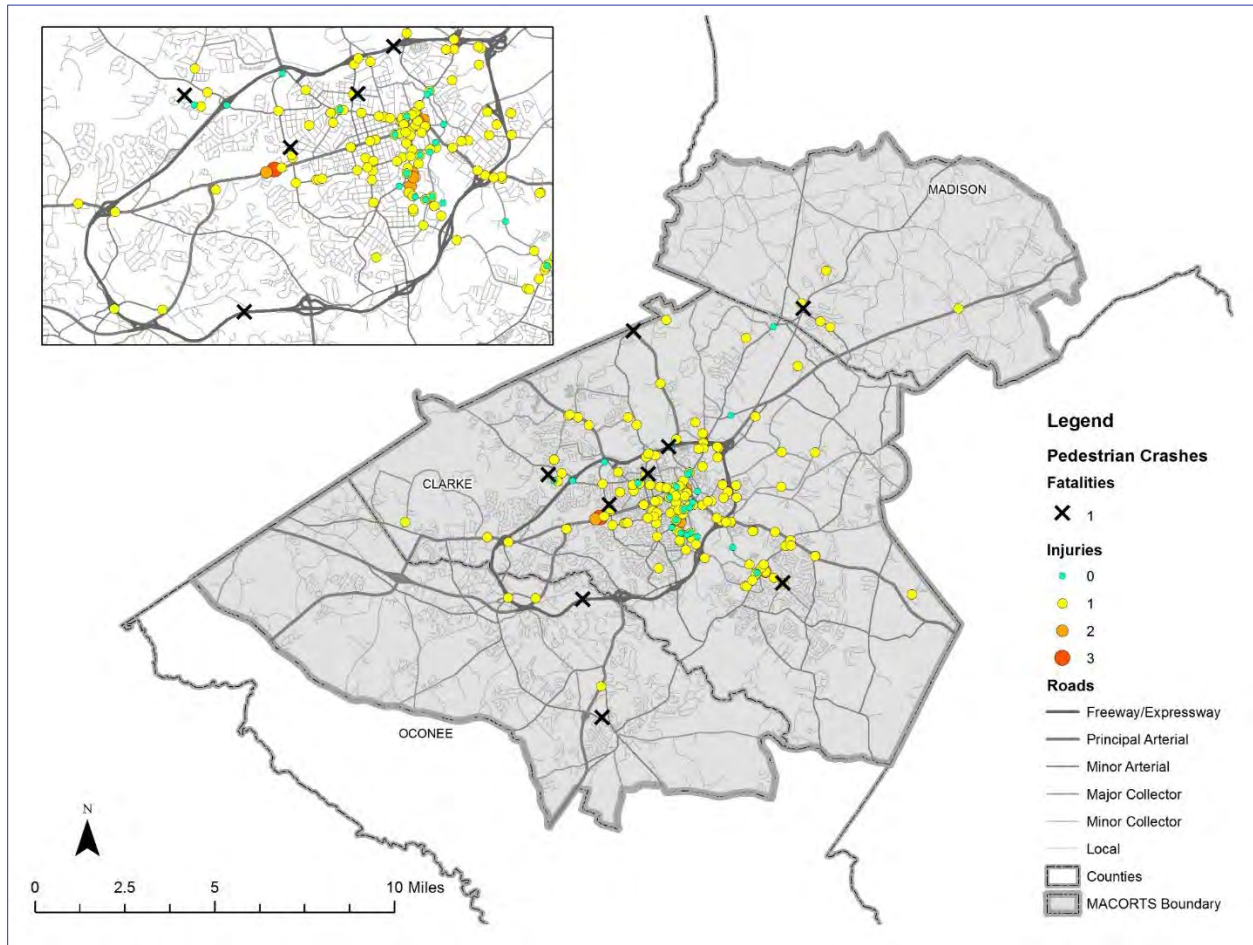 MADISON
CLARKE
OCONEE
Legend
Pedestrian Crashes
Fatalities
1
Injuries
0
1
2
3
Roads
Freeway/Expressway
Principal Arterial
Minor Arterial
Major Collector
Minor Collector
Local
Counties
MACORTS Boundary
N
0 2.5 5 10 Miles